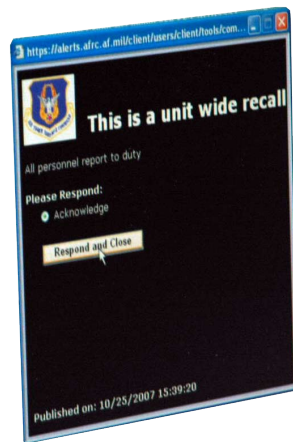 https://alerts.afrc.af.mil/client/users/client/tools/com...
This is a unit wide recall
All personnel report to duty
Please Respond:
Acknowledge
Respond and Close
Published on: 10/25/2007 15:39:20